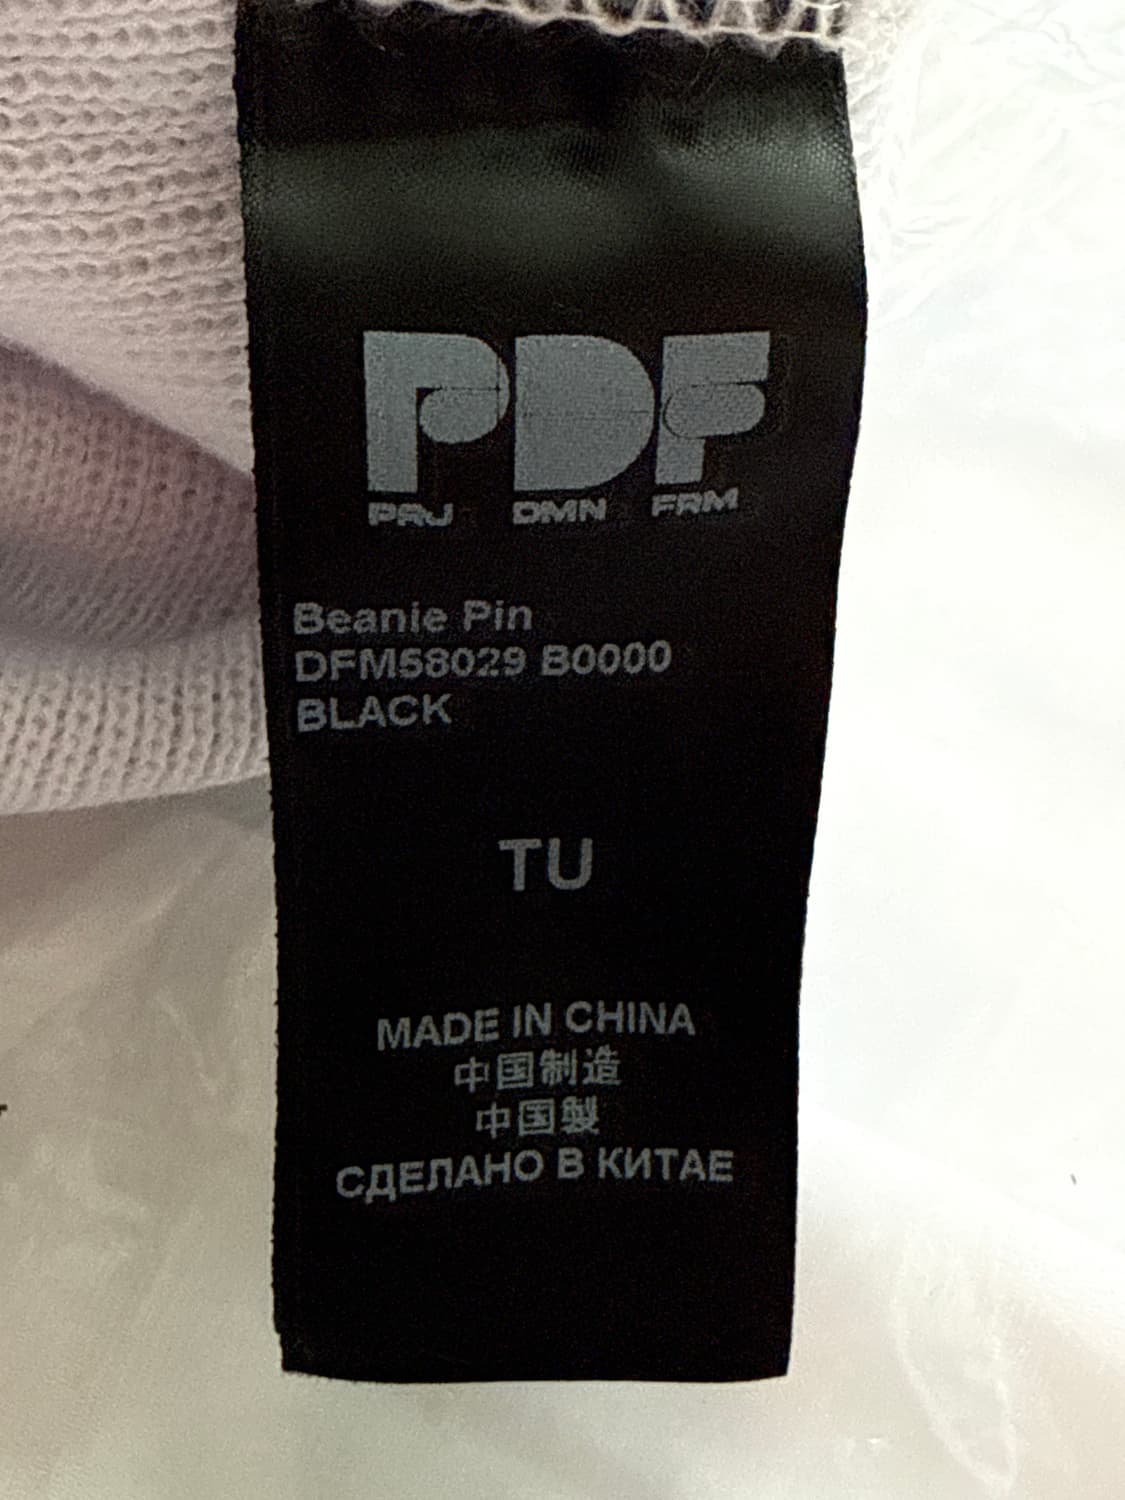 PDF
PRJ DMN FRM
Beanie Pin
DFM58029 B0000
BLACK
TU
MADE IN CHINA
中国制造
中国製
СДЕЛАНО В КИТАЕ